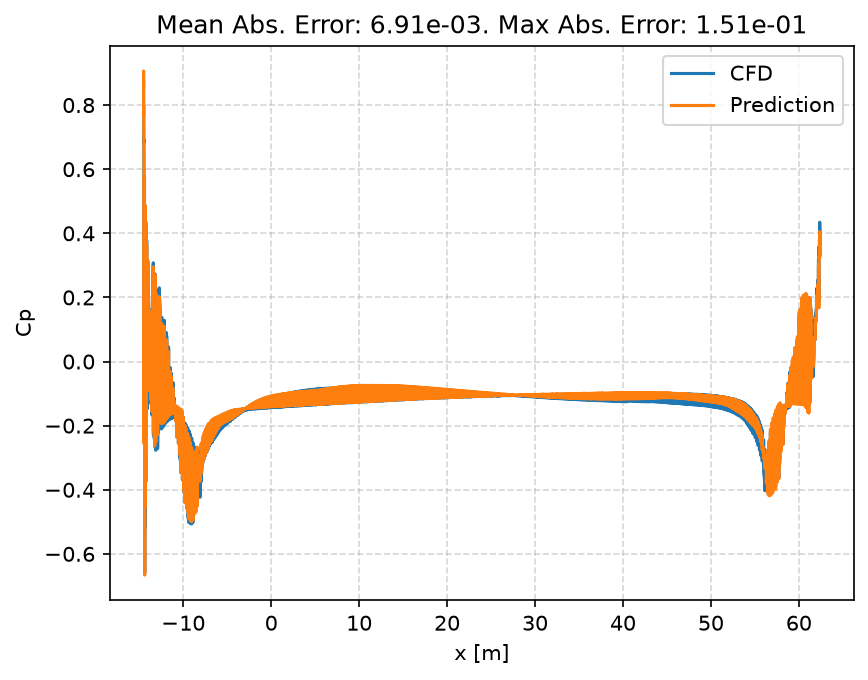 Mean Abs. Error: 6.91e-03. Max Abs. Error: 1.51e-01
CFD
Prediction
0.8
0.6
0.4
0.2
0.0
−0.2
−0.4
−0.6
Cp
−10 0 10 20 30 40 50 60
x [m]